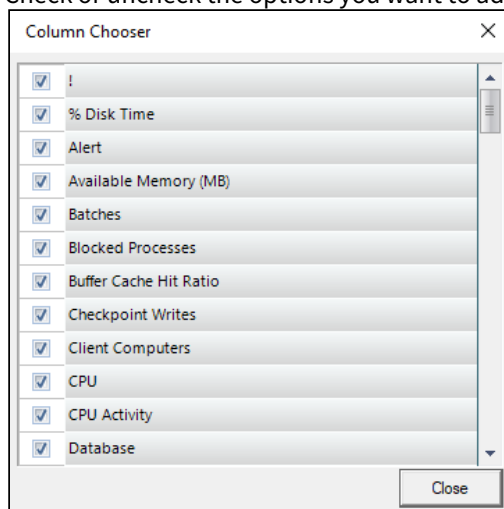 Check or uncheck the options you want to ad
Column Chooser
!
% Disk Time
Alert
Available Memory (MB)
Batches
Blocked Processes
Buffer Cache Hit Ratio
Checkpoint Writes
Client Computers
CPU
CPU Activity
Database
Close